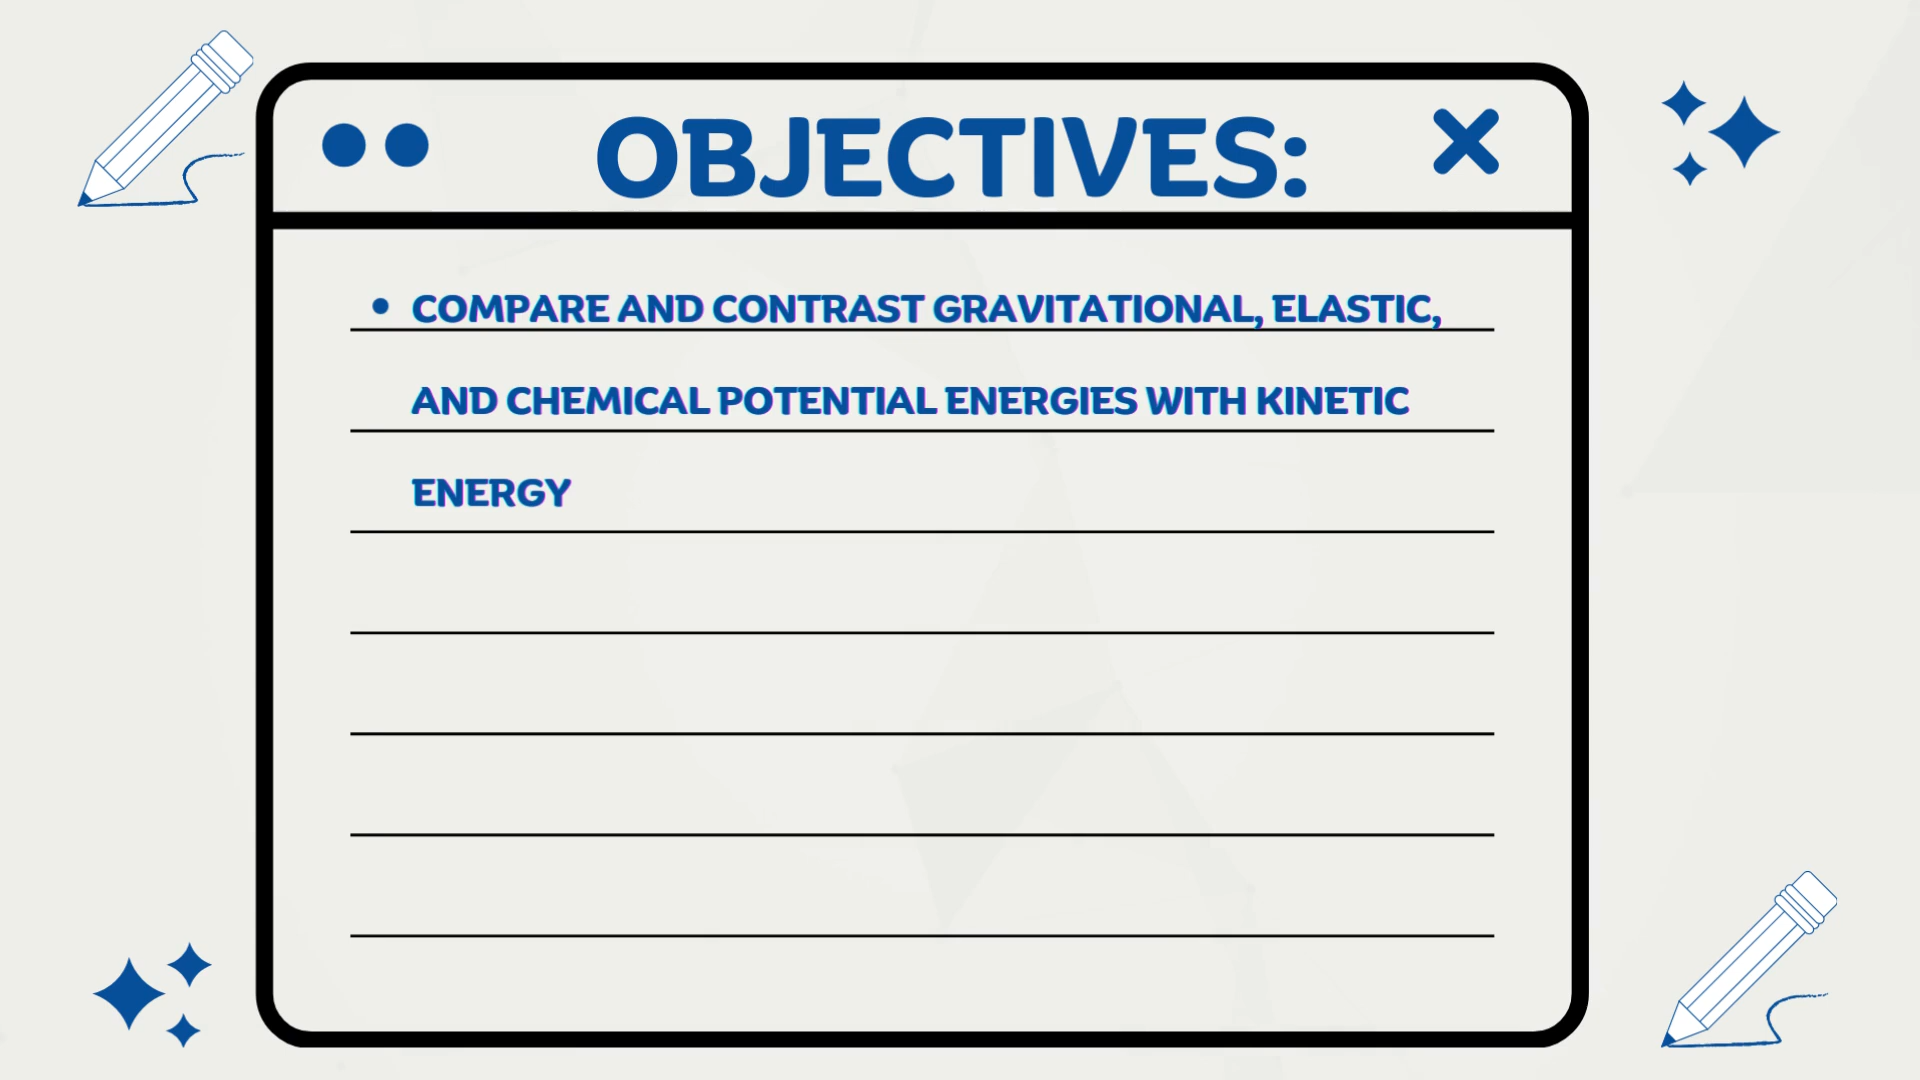 OBJECTIVES:
• COMPARE AND CONTRAST GRAVITATIONAL, ELASTIC,
AND CHEMICAL POTENTIAL ENERGIES WITH KINETIC
ENERGY